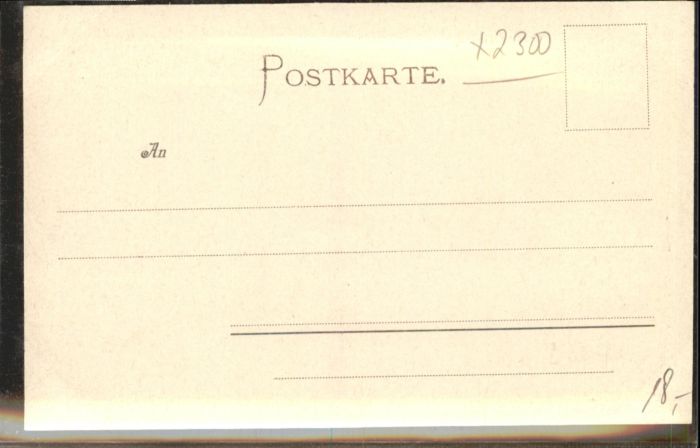 x2300
POSTKARTE.
An
18,-